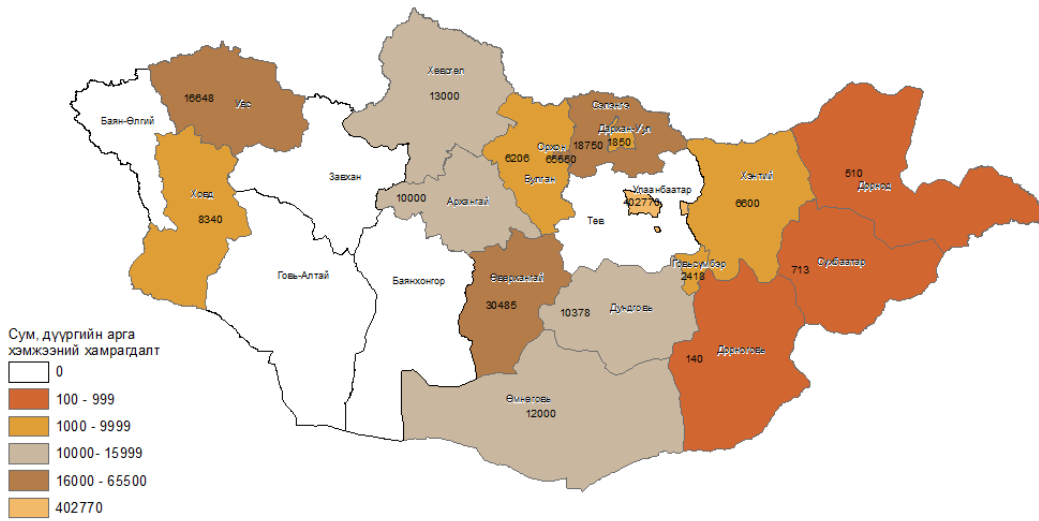 Хөвсгөл
13000
16648
Увс
Сэлэнгэ
Баян-Өлгий
Дархан-Уул
18750
1850
Орхон
6206
65550
Булган
Завхан
Хэнтий
6600
510
Дорнод
Ховд
8340
10000
Архангай
Улаанбаатар
402770
Төв
Говьсүмбэр
2418
Сүхбаатар
713
Говь-Алтай
Баянхонгор
Өвөрхангай
30485
10378
Дундговь
140
Дорноговь
Өмнөговь
12000
Сум, дүүргийн арга
хэмжээний хамрагдалт
0
100 - 999
1000 - 9999
10000- 15999
16000 - 65500
402770